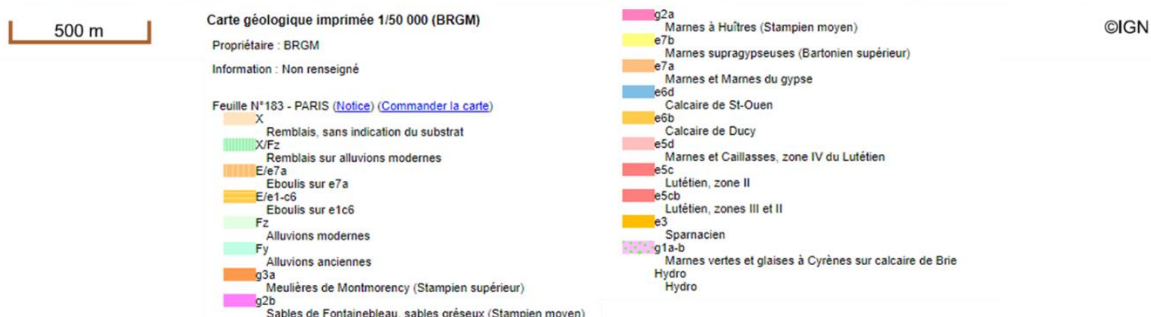 500 m
Carte géologique imprimée 1/50 000 (BRGM)
Propriétaire : BRGM
Information : Non renseigné
Feuille N°183 - PARIS (Notice) (Commander la carte)
X
Remblais, sans indication du substrat
X/Fz
Remblais sur alluvions modernes
E/e7a
Eboulis sur e7a
E/e1-c6
Eboulis sur e1c6
Fz
Alluvions modernes
Fy
Alluvions anciennes
g3a
Meulières de Montmorency (Stampien supérieur)
g2b
Sables de Fontainebleau, sables gréseux (Stampien moyen)
g2a
Marnes à Huîtres (Stampien moyen)
e7b
Marnes supragypseuses (Bartonien supérieur)
e7a
Marnes et Marnes du gypse
e6d
Calcaire de St-Ouen
e6b
Calcaire de Ducy
e5d
Marnes et Caillasses, zone IV du Lutétien
e5c
Lutétien, zone II
e5cb
Lutétien, zones III et II
e3
Sparnacien
g1a-b
Marnes vertes et glaises à Cyrènes sur calcaire de Brie
Hydro
Hydro
©IGN